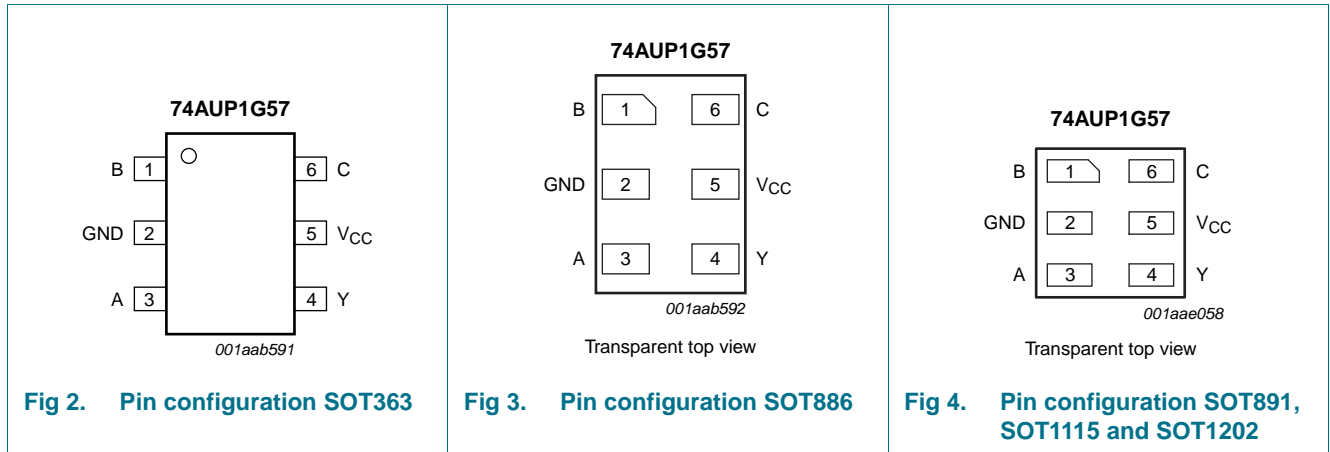 74AUP1G57
B 1 6 C
GND 2 5 VCC
A 3 4 Y
001aab591
Fig 2. Pin configuration SOT363
74AUP1G57
B 1 6 C
GND 2 5 VCC
A 3 4 Y
001aab592
Transparent top view
Fig 3. Pin configuration SOT886
74AUP1G57
B 1 6 C
GND 2 5 VCC
A 3 4 Y
001aae058
Transparent top view
Fig 4. Pin configuration SOT891,
SOT1115 and SOT1202